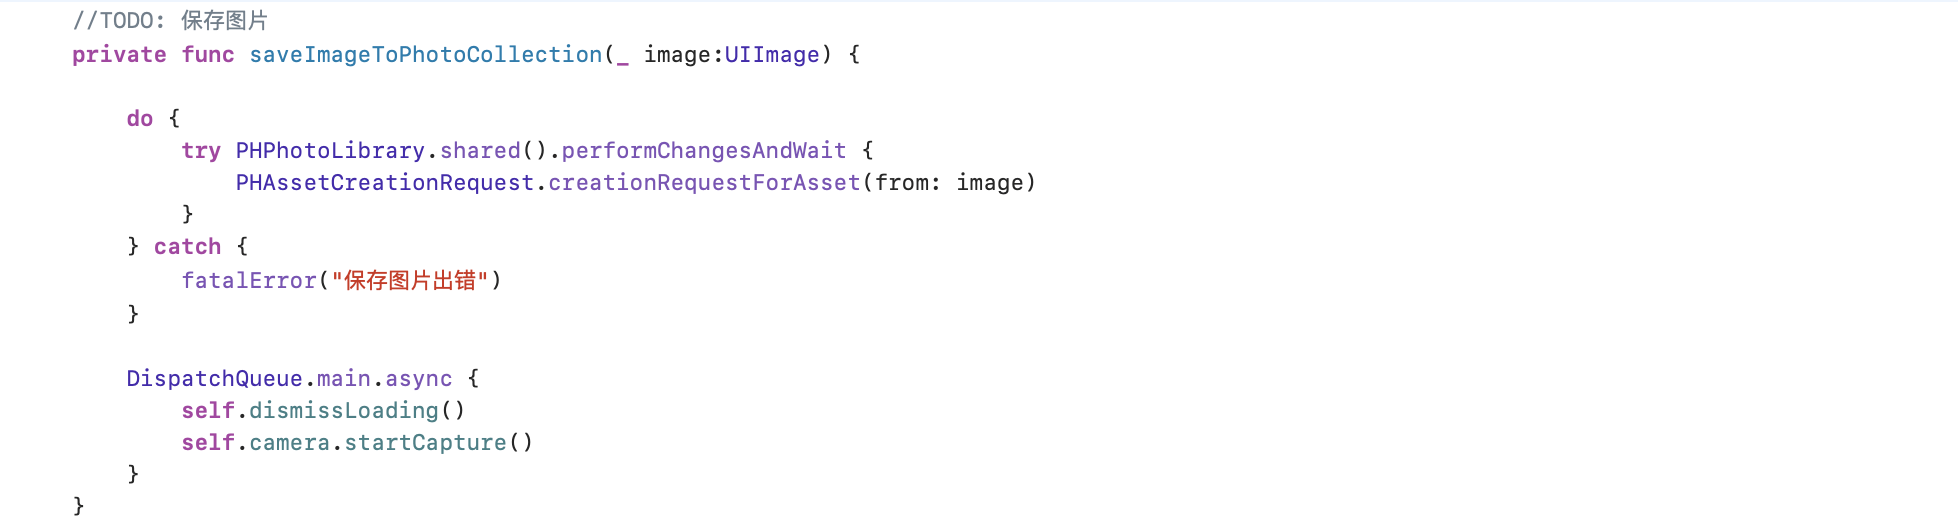 //TODO: 保存图片
private func saveImageToPhotoCollection(_ image:UIImage) {
do {
try PHPhotoLibrary.shared().performChangesAndWait {
PHAssetCreationRequest.creationRequestForAsset(from: image)
}
} catch {
fatalError("保存图片出错")
}
DispatchQueue.main.async {
self.dismissLoading()
self.camera.startCapture()
}
}